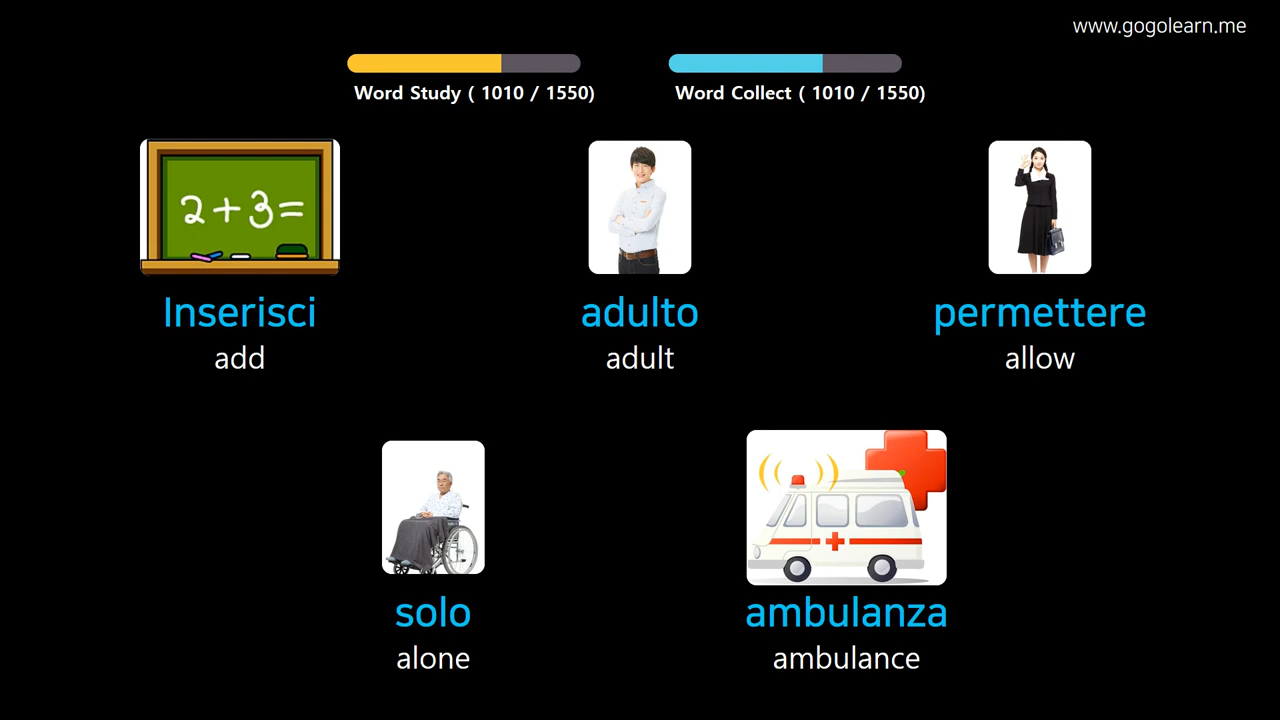 www.gogolearn.me
Word Study ( 1010 / 1550)
Word Collect ( 1010 / 1550)
2+3=
Inserisci
add
adulto
adult
permettere
allow
solo
alone
ambulanza
ambulance